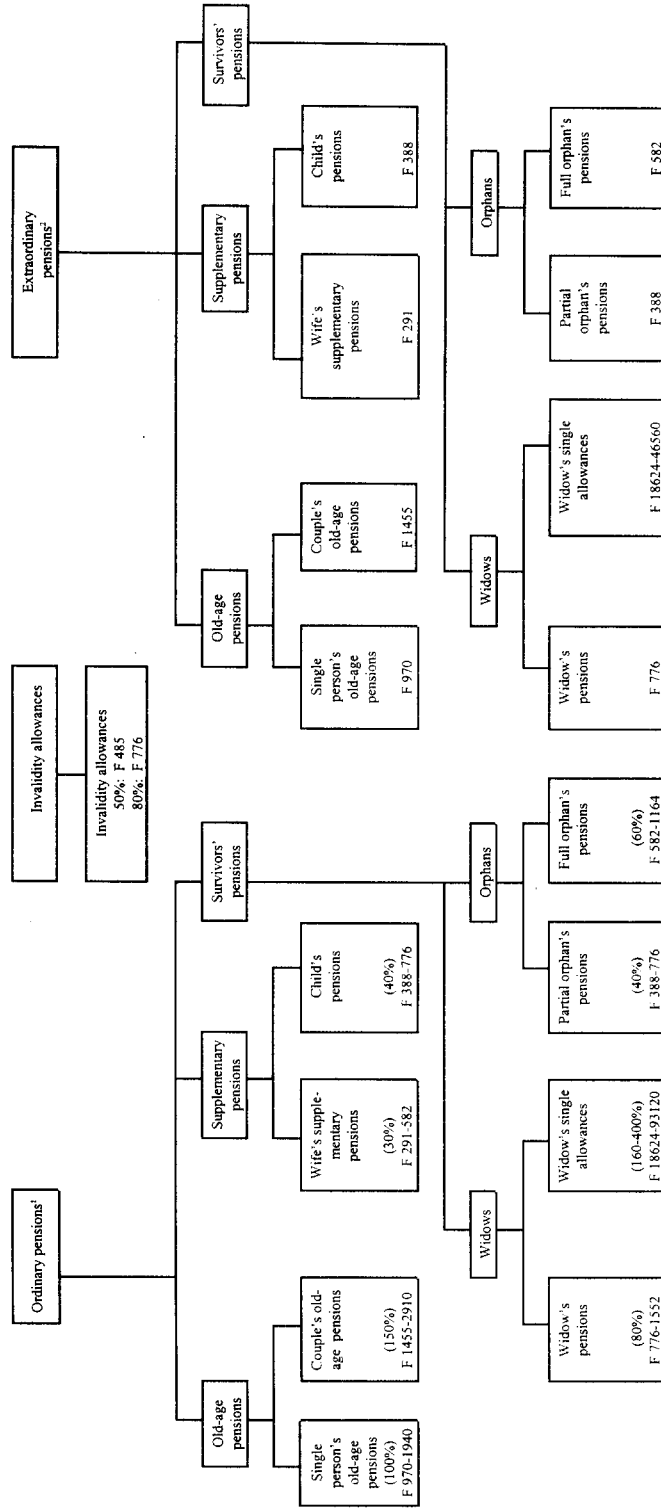 Ordinary pensions¹
Old-age
pensions
Single
person's
old-age
pensions
(100%)
F 970-1940
Couple's old-
age pensions
(150%)
F 1455-2910
Supplementary
pensions
Wife's supple-
mentary
pensions
(30%)
F 291-582
Child's
pensions
(40%)
F 388-776
Survivors'
pensions
Widows
Widow's
pensions
(80%)
F 776-1552
Widow's single
allowances
(160-400%)
F 18624-93120
Orphans
Partial orphan's
pensions
(40%)
F 388-776
Full orphan's
pensions
(60%)
F 582-1164
Invalidity allowances
Invalidity allowances
50%: F 485
80%: F 776
Extraordinary
pensions²
Old-age
pensions
Single
person's
old-age
pensions
F 970
Couple's
old-age
pensions
F 1455
Supplementary
pensions
Wife's
supplementary
pensions
F 291
Child's
pensions
F 388
Survivors'
pensions
Widows
Widow's
pensions
F 776
Widow's single
allowances
F 18624-46560
Orphans
Partial
orphan's
pensions
F 388
Full orphan's
pensions
F 582